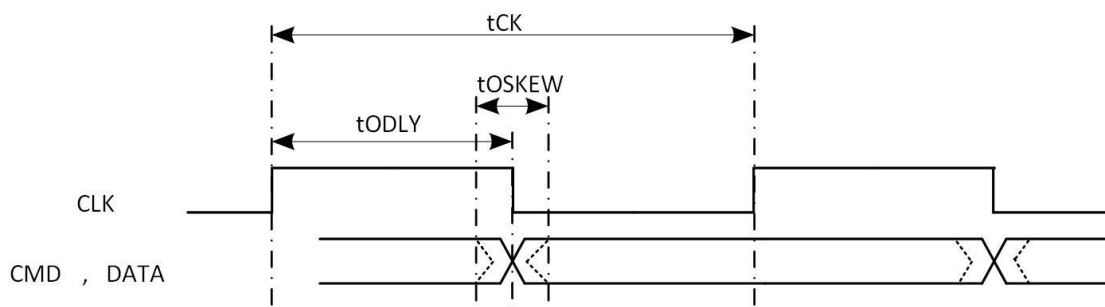 tCK
tOSKEW
tODLY
CLK
CMD , DATA